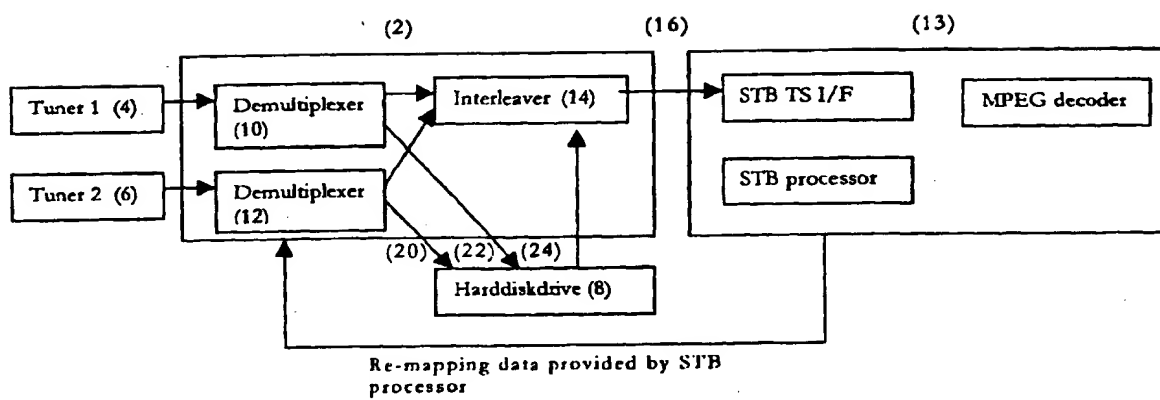 (2) (16) (13)
Tuner 1 (4)
Demultiplexer
(10)
Interleaver (14)
STB TS I/F
MPEG decoder
Tuner 2 (6)
Demultiplexer
(12)
STB processor
(20) (22) (24)
Harddiskdrive (8)
Re-mapping data provided by STB
processor